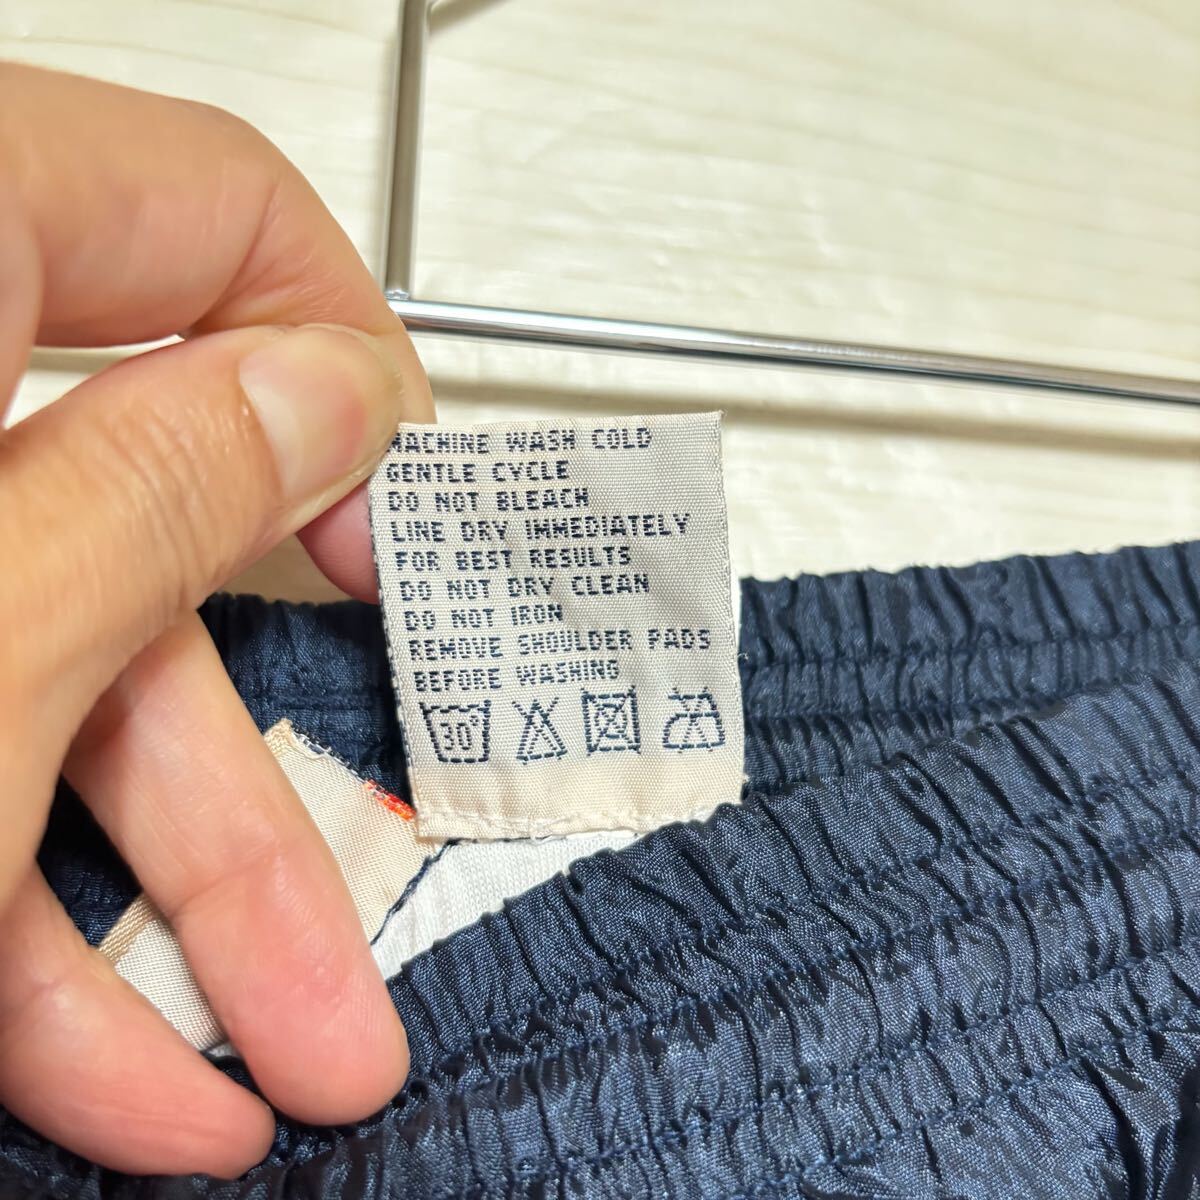 MACHINE WASH COLD
GENTLE CYCLE
DO NOT BLEACH
LINE DRY IMMEDIATELY
FOR BEST RESULTS
DO NOT DRY CLEAN
DO NOT IRON
REMOVE SHOULDER PADS
BEFORE WASHING
30°